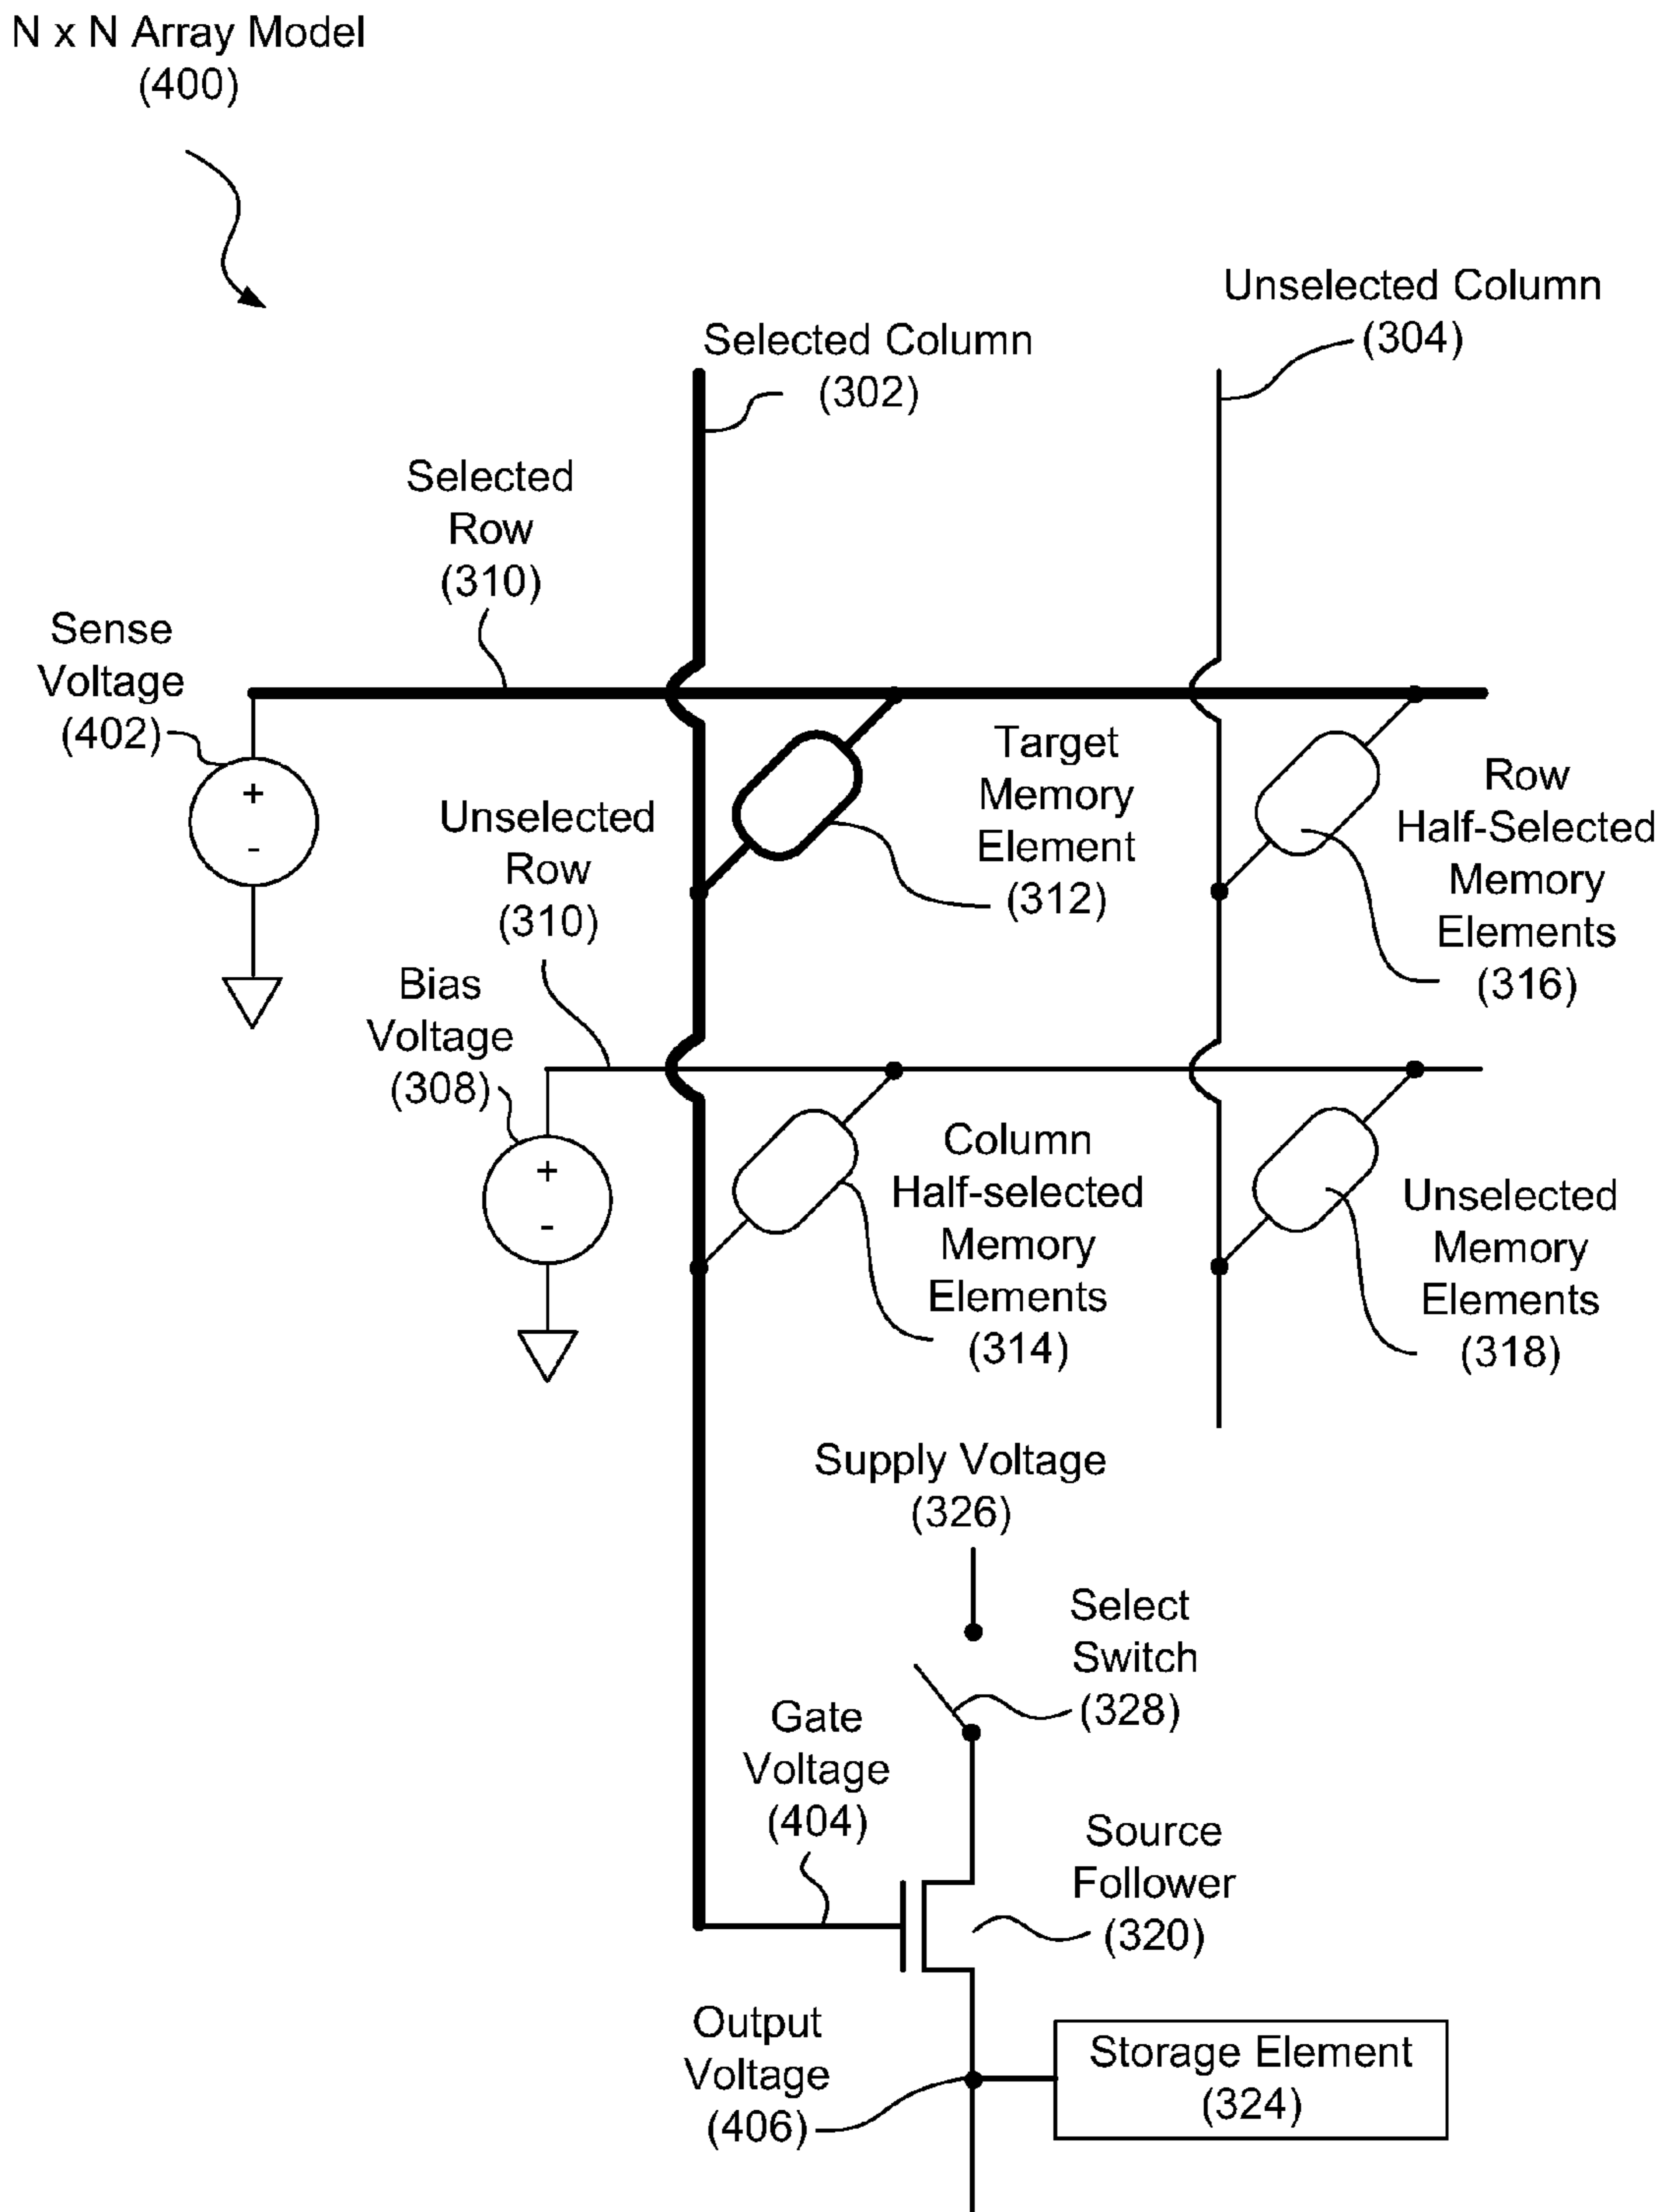 N x N Array Model
(400)
Unselected Column
(304)
Selected Column
(302)
Selected
Row
(310)
Sense
Voltage
(402)
+
-
Target
Memory
Element
(312)
Row
Half-Selected
Memory
Elements
(316)
Unselected
Row
(310)
Bias
Voltage
(308)
+
-
Column
Half-selected
Memory
Elements
(314)
Unselected
Memory
Elements
(318)
Supply Voltage
(326)
Select
Switch
(328)
Gate
Voltage
(404)
Source
Follower
(320)
Output
Voltage
(406)
Storage Element
(324)